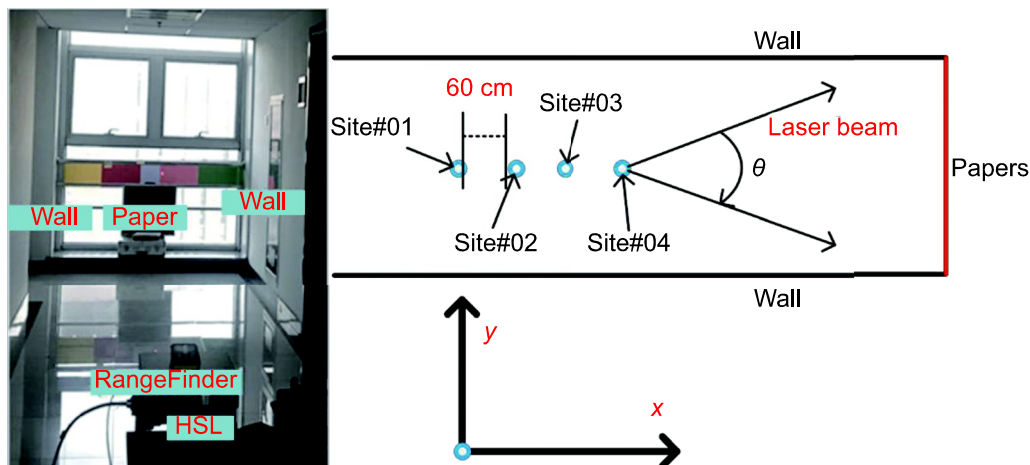 Wall
Paper
Wall
RangeFinder
HSL
Wall
60 cm
Site#03
Site#01
Laser beam
θ
Papers
Site#02
Site#04
Wall
y
x